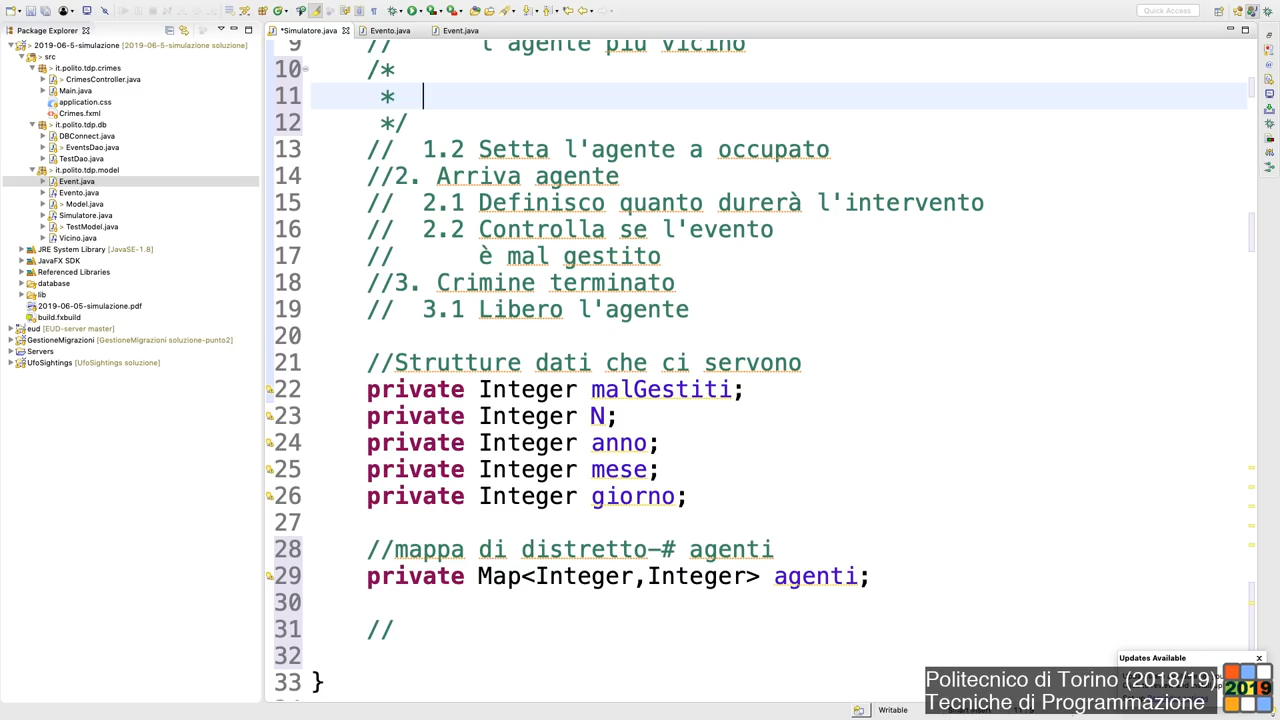 Quick Access
Package Explorer
*Simulatore.java
Evento.java
Event.java
> 2019-06-5-simulazione [2019-06-5-simulazione soluzione]
> src
> it.polito.tdp.crimes
> CrimesController.java
Main.java
application.css
Crimes.fxml
> it.polito.tdp.db
DBConnect.java
> EventsDao.java
TestDao.java
> it.polito.tdp.model
Event.java
Evento.java
> Model.java
Simulatore.java
> TestModel.java
Vicino.java
JRE System Library [JavaSE-1.8]
JavaFX SDK
Referenced Libraries
database
lib
2019-06-05-simulazione.pdf
build.fxbuild
eud [EUD-server master]
GestioneMigrazioni [GestioneMigrazioni soluzione-punto2]
Servers
UfoSightings [UfoSightings soluzione]
9 // l'agente più vicino
10 /*
11 *
12 */
13 // 1.2 Setta l'agente a occupato
14 //2. Arriva agente
15 // 2.1 Definisco quanto durerà l'intervento
16 // 2.2 Controlla se l'evento
17 // è mal gestito
18 //3. Crimine terminato
19 // 3.1 Libero l'agente
20
21 //Strutture dati che ci servono
22 private Integer malGestiti;
23 private Integer N;
24 private Integer anno;
25 private Integer mese;
26 private Integer giorno;
27
28 //mappa di distretto-# agenti
29 private Map<Integer,Integer> agenti;
30
31 //
32
33 }
Updates Available
Politecnico di Torino (2018/19)
Tecniche di Programmazione
2019
Writable